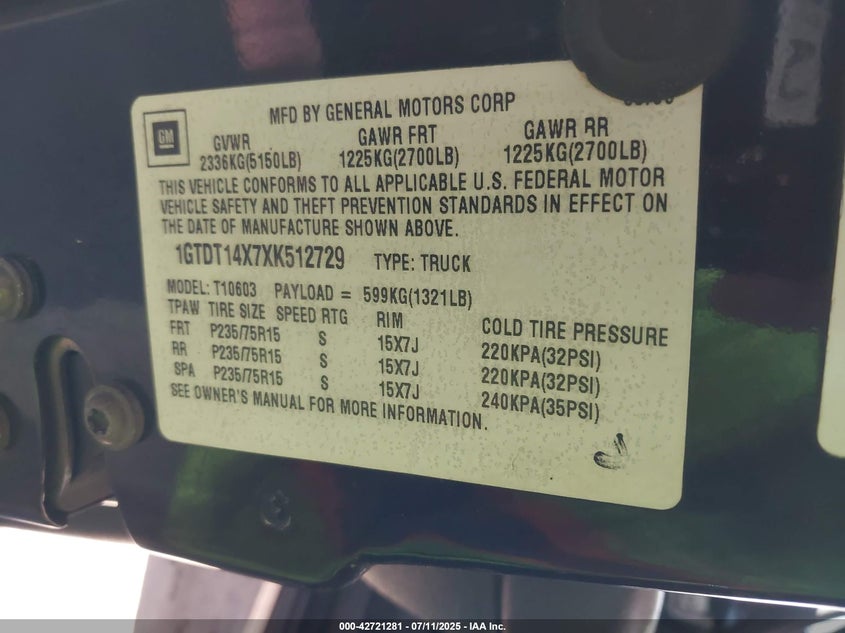 MFD BY GENERAL MOTORS CORP
GM
GVWR GAWR FRT GAWR RR
2336KG(5150LB) 1225KG(2700LB) 1225KG(2700LB)
THIS VEHICLE CONFORMS TO ALL APPLICABLE U.S. FEDERAL MOTOR
VEHICLE SAFETY AND THEFT PREVENTION STANDARDS IN EFFECT ON
THE DATE OF MANUFACTURE SHOWN ABOVE.
1GTDT14X7XK512729 TYPE: TRUCK
MODEL: T10603 PAYLOAD = 599KG(1321LB)
TPAW TIRE SIZE SPEED RTG RIM COLD TIRE PRESSURE
FRT P235/75R15 S 15X7J 220KPA(32PSI)
RR P235/75R15 S 15X7J 220KPA(32PSI)
SPA P235/75R15 S 15X7J 240KPA(35PSI)
SEE OWNER'S MANUAL FOR MORE INFORMATION.
000-42721281 - 07/11/2025 - IAA Inc.